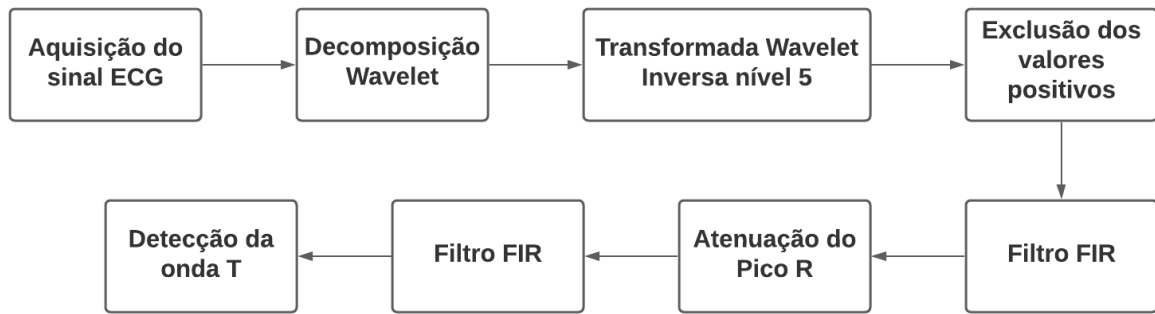 Aquisição do
sinal ECG
Decomposição
Wavelet
Transformada Wavelet
Inversa nível 5
Exclusão dos
valores
positivos
Filtro FIR
Atenuação do
Pico R
Filtro FIR
Detecção da
onda T